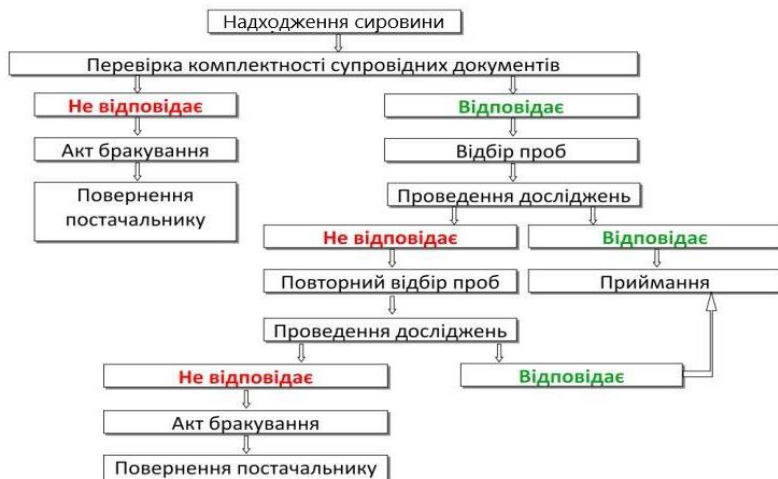 Надходження сировини
Перевірка комплектності супровідних документів
Не відповідає
Відповідає
Акт бракування
Відбір проб
Повернення
постачальнику
Проведення досліджень
Не відповідає
Відповідає
Повторний відбір проб
Приймання
Проведення досліджень
Не відповідає
Відповідає
Акт бракування
Повернення постачальнику